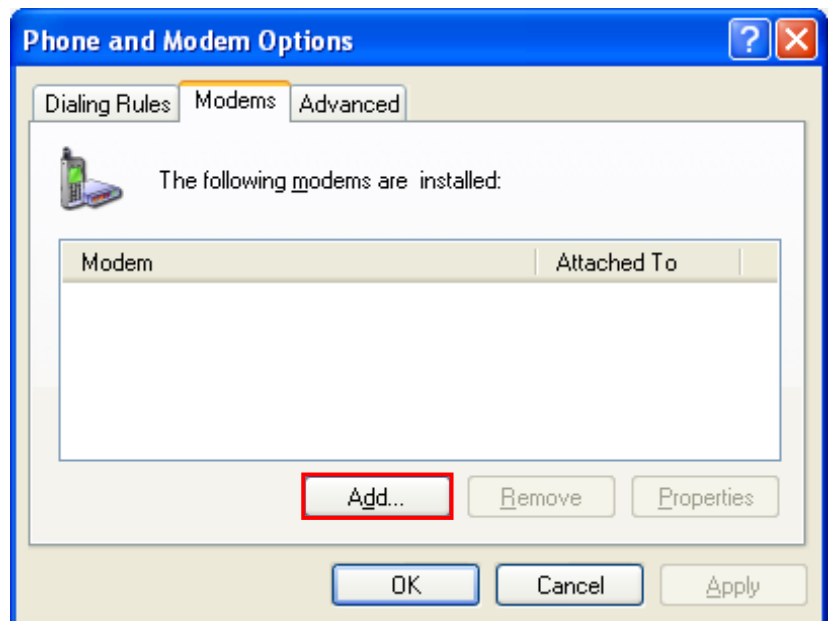 Phone and Modem Options
Dialing Rules Modems Advanced
The following modems are installed:
Modem Attached To
Add... Remove Properties
OK Cancel Apply